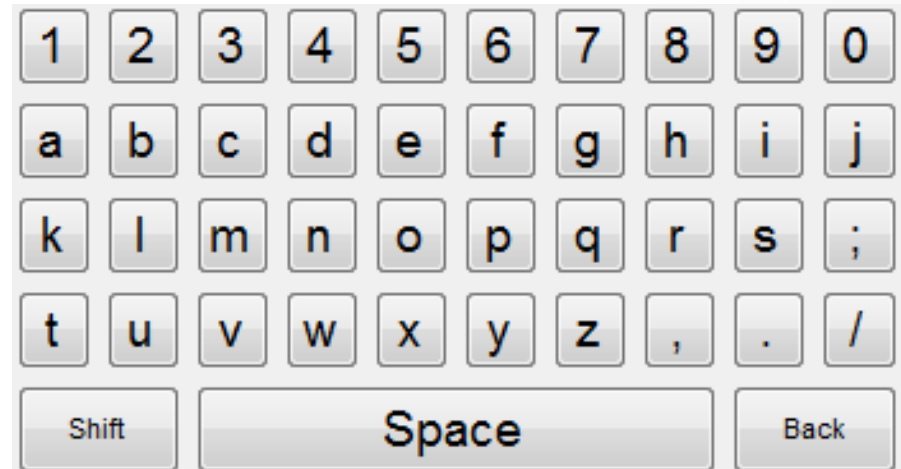 1 2 3 4 5 6 7 8 9 0
a b c d e f g h i j
k l m n o p q r s ;
t u v w x y z , . /
Shift Space Back